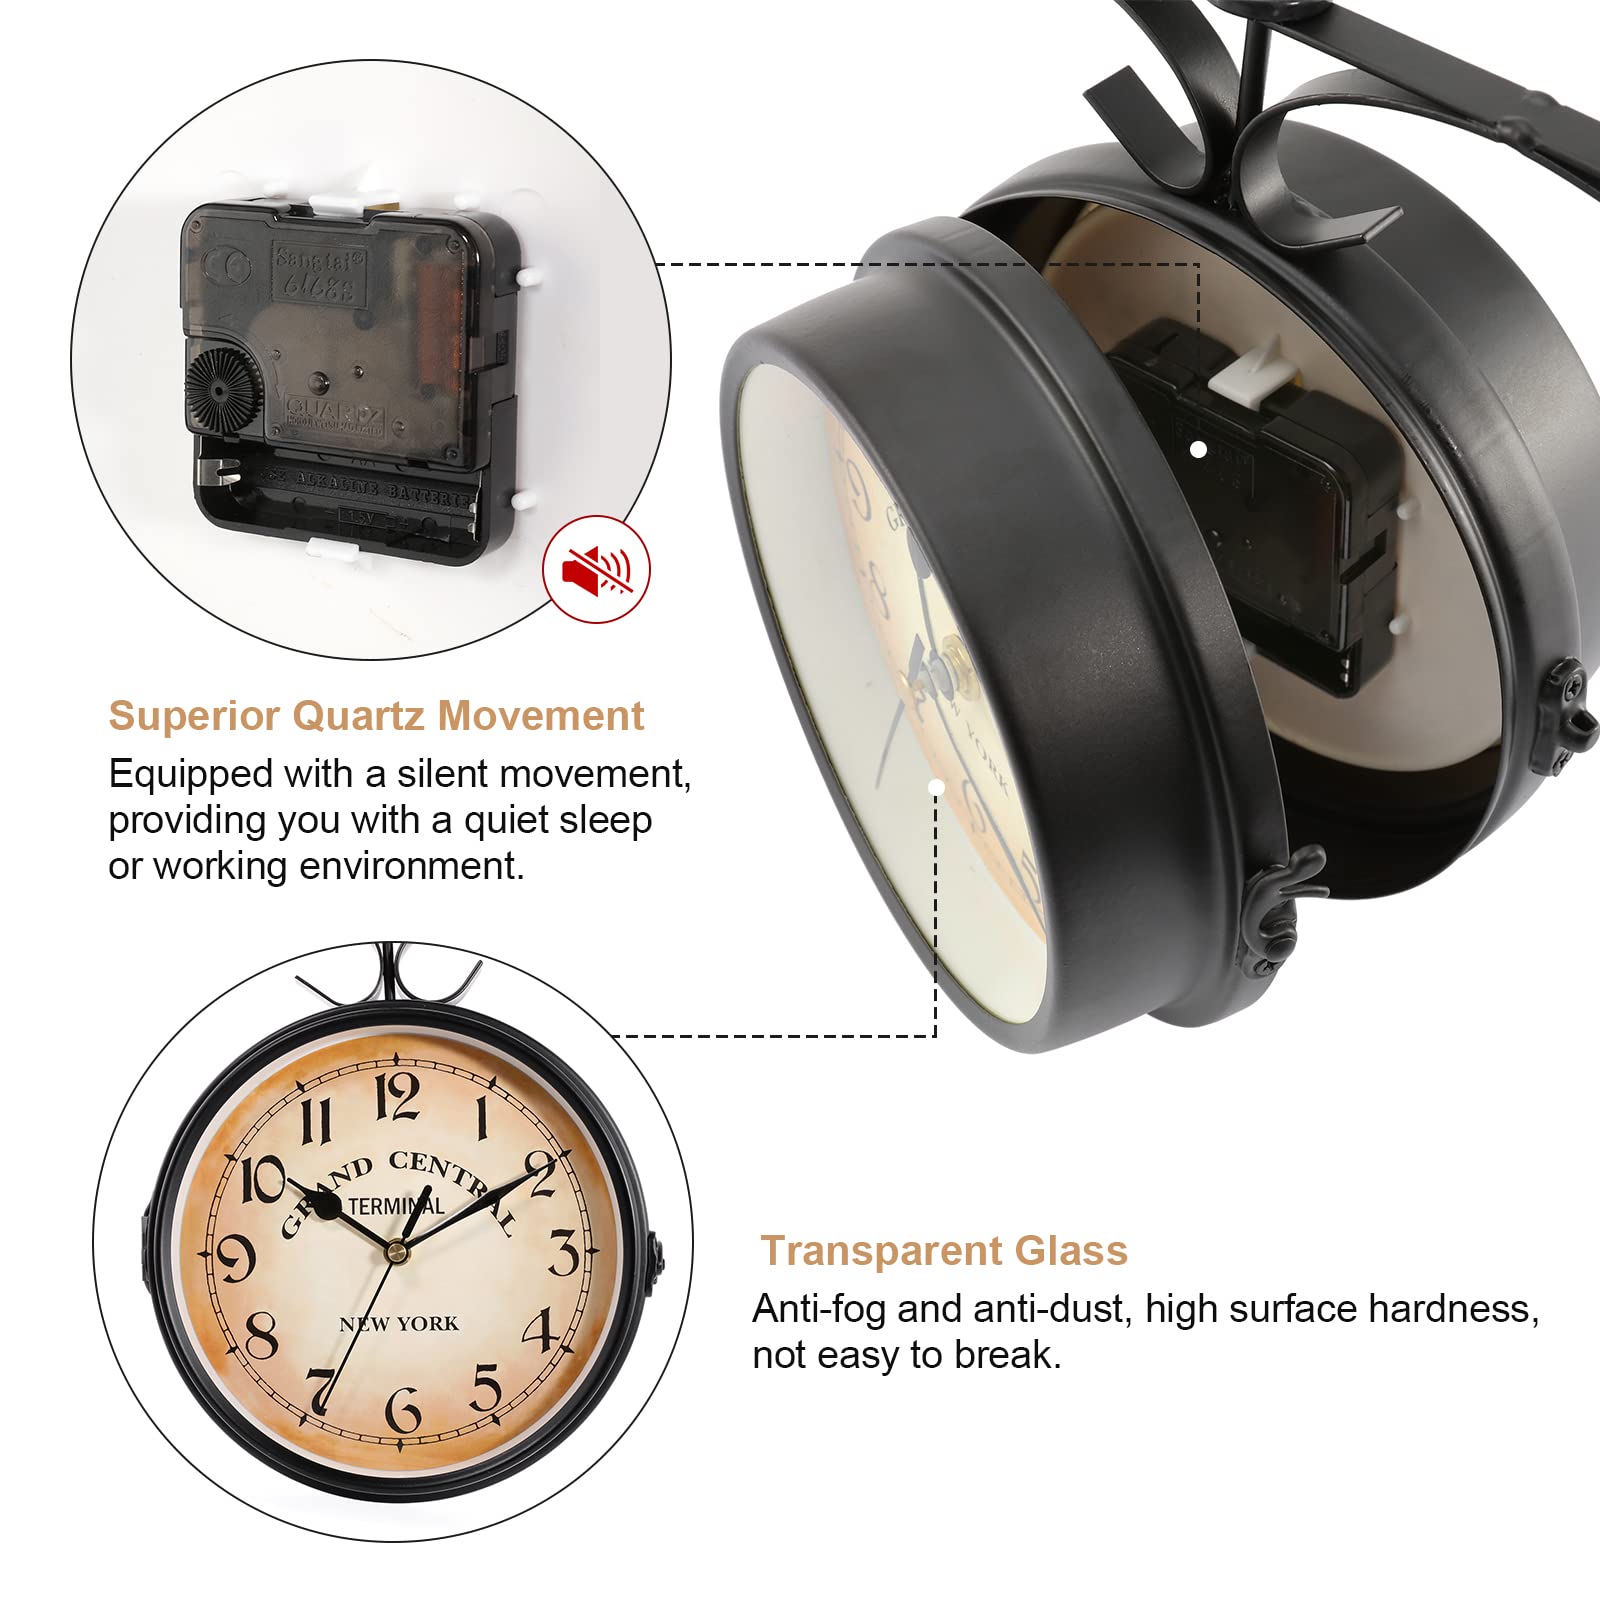 Sangtai®
CE
QUARTZ
ALKALINE BATTERIE
1.5V
Superior Quartz Movement
Equipped with a silent movement,
providing you with a quiet sleep
or working environment.
12
11
1
10
2
GRAND CENTRAL
TERMINAL
9
3
NEW YORK
8
4
7
5
6
Transparent Glass
Anti-fog and anti-dust, high surface hardness,
not easy to break.